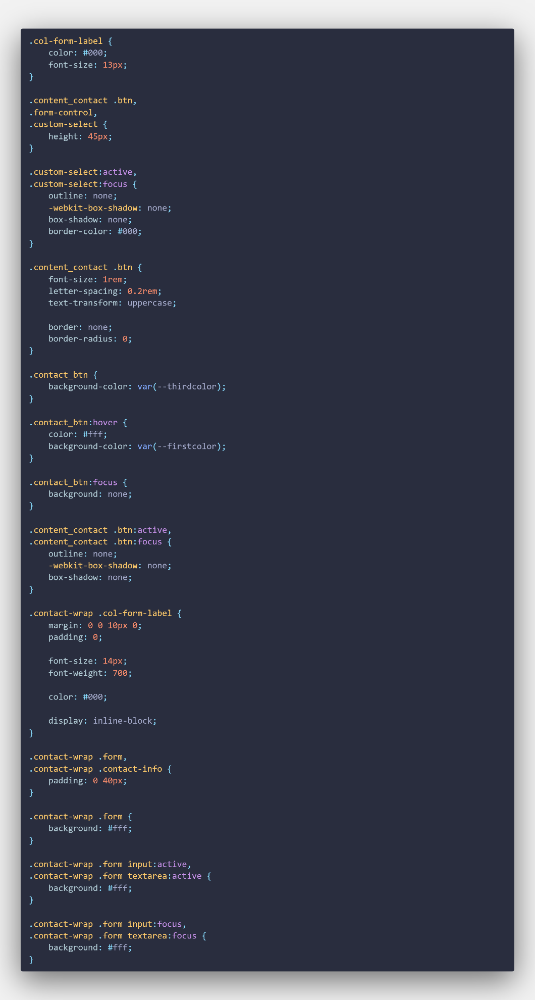 .col-form-label {
    color: #000;
    font-size: 13px;
}

.content_contact .btn,
.form-control,
.custom-select {
    height: 45px;
}

.custom-select:active,
.custom-select:focus {
    outline: none;
    -webkit-box-shadow: none;
    box-shadow: none;
    border-color: #000;
}

.content_contact .btn {
    font-size: 1rem;
    letter-spacing: 0.2rem;
    text-transform: uppercase;

    border: none;
    border-radius: 0;
}

.contact_btn {
    background-color: var(--thirdcolor);
}

.contact_btn:hover {
    color: #fff;
    background-color: var(--firstcolor);
}

.contact_btn:focus {
    background: none;
}

.content_contact .btn:active,
.content_contact .btn:focus {
    outline: none;
    -webkit-box-shadow: none;
    box-shadow: none;
}

.contact-wrap .col-form-label {
    margin: 0 0 10px 0;
    padding: 0;

    font-size: 14px;
    font-weight: 700;

    color: #000;

    display: inline-block;
}

.contact-wrap .form,
.contact-wrap .contact-info {
    padding: 0 40px;
}

.contact-wrap .form {
    background: #fff;
}

.contact-wrap .form input:active,
.contact-wrap .form textarea:active {
    background: #fff;
}

.contact-wrap .form input:focus,
.contact-wrap .form textarea:focus {
    background: #fff;
}